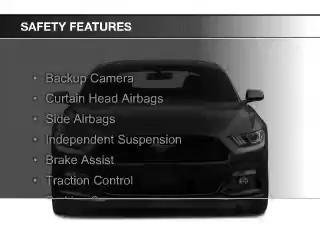 SAFETY FEATURES
• Backup Camera
• Curtain Head Airbags
• Side Airbags
• Independent Suspension
• Brake Assist
• Traction Control